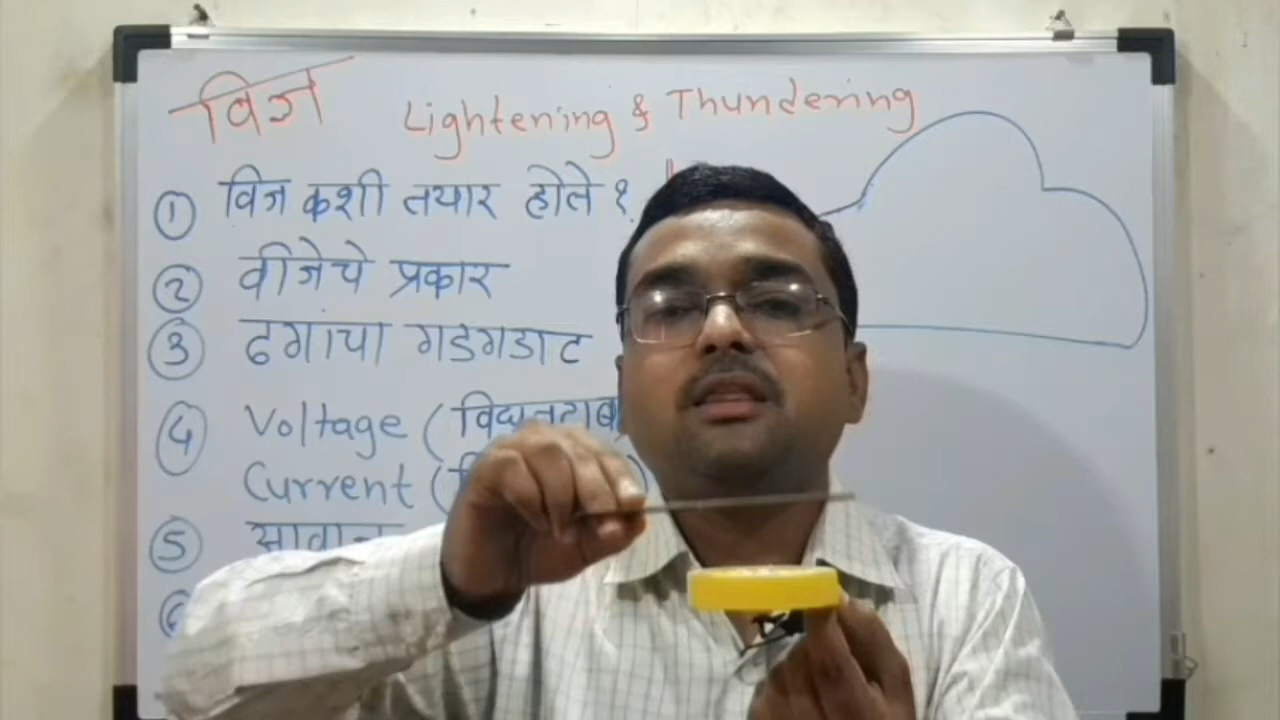 विज Lightening & Thundering
① विज कशी तयार होते ?
② वीजेचे प्रकार
③ ढगांचा गडगडाट
④ Voltage (
Current (
⑤